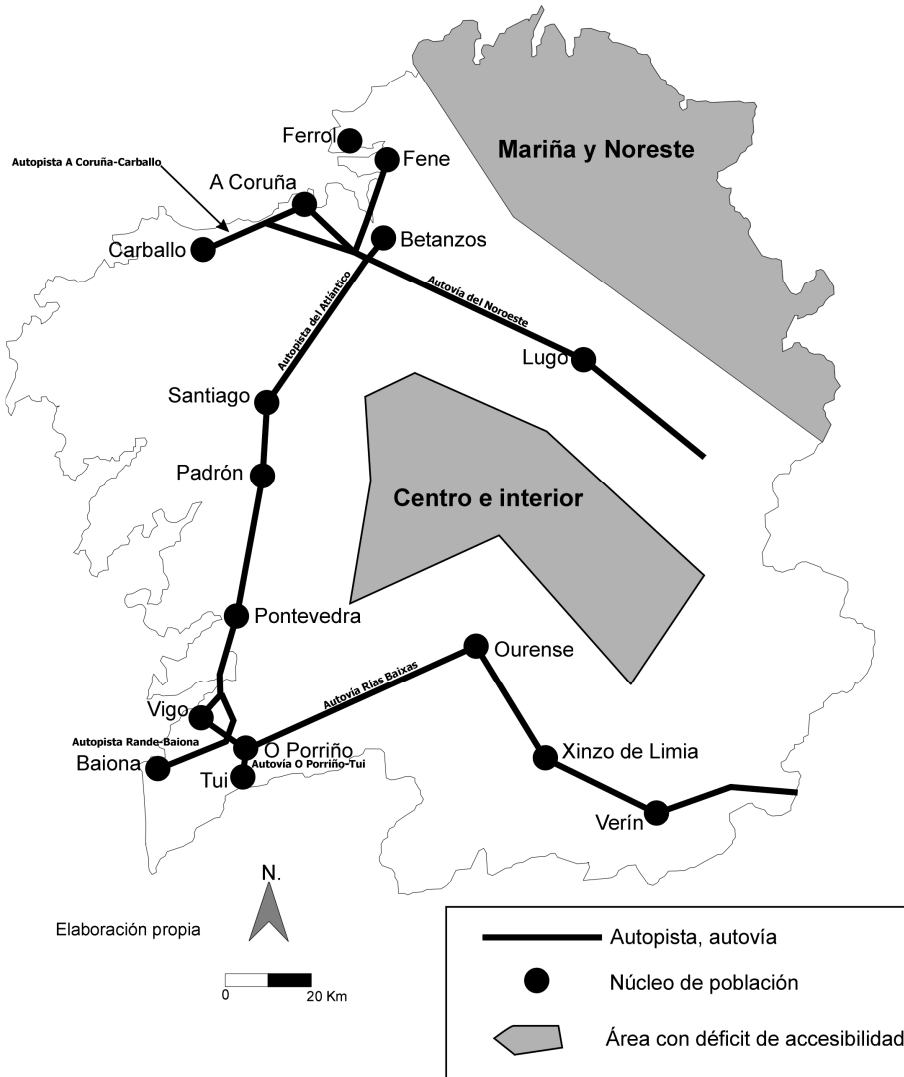 Mariña y Noreste
Ferrol
Fene
Autopista A Coruña-Carballo
A Coruña
Betanzos
Carballo
Autopista del Atlántico
Autovía del Noroeste
Lugo
Santiago
Padrón
Centro e interior
Pontevedra
Ourense
Autovía Rías Baixas
Vigo
Autopista Rande-Baiona
O Porriño
Xinzo de Limia
Baiona
Autovía O Porriño-Tui
Tui
Verín
N.
Elaboración propia
0 20 Km
Autopista, autovía
Núcleo de población
Área con déficit de accesibilidad